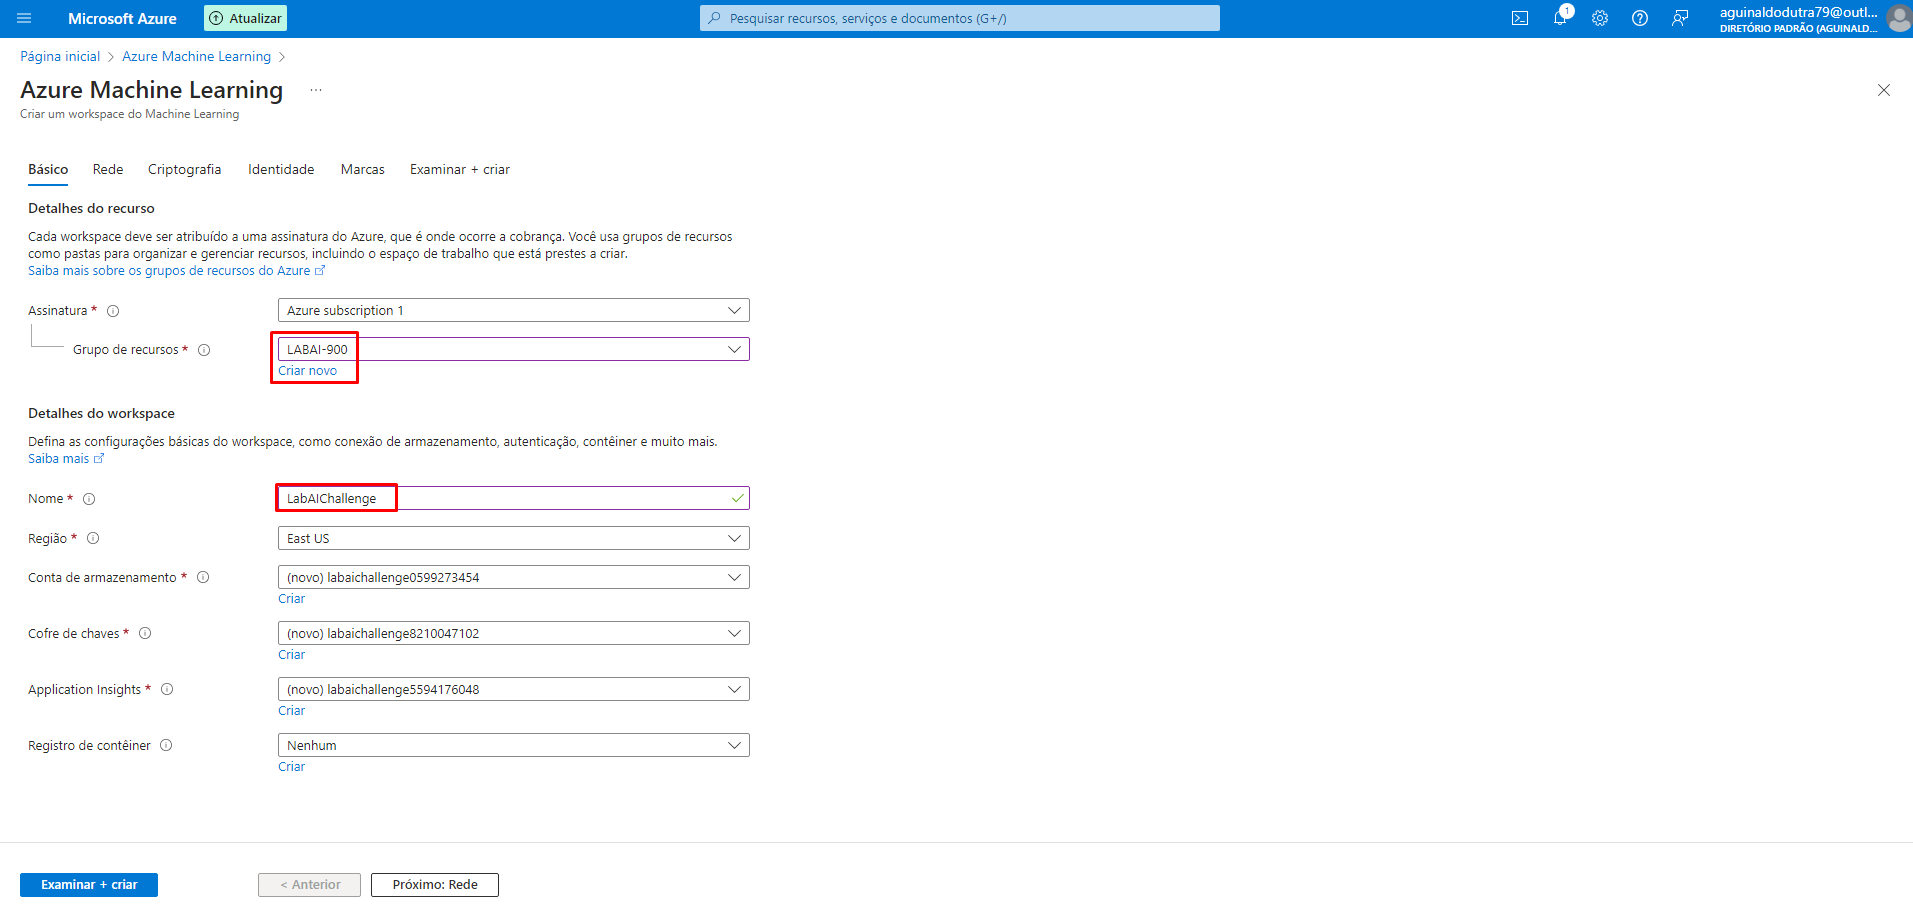 Microsoft Azure
Atualizar
Pesquisar recursos, serviços e documentos (G+/)
1
aguinaldodutra79@outl...
DIRETÓRIO PADRÃO (AGUINALD...
Página inicial > Azure Machine Learning >
Azure Machine Learning ...
Criar um workspace do Machine Learning
Básico Rede Criptografia Identidade Marcas Examinar + criar
Detalhes do recurso
Cada workspace deve ser atribuído a uma assinatura do Azure, que é onde ocorre a cobrança. Você usa grupos de recursos
como pastas para organizar e gerenciar recursos, incluindo o espaço de trabalho que está prestes a criar.
Saiba mais sobre os grupos de recursos do Azure
Assinatura * Azure subscription 1
Grupo de recursos * LABAI-900
Criar novo
Detalhes do workspace
Defina as configurações básicas do workspace, como conexão de armazenamento, autenticação, contêiner e muito mais.
Saiba mais
Nome * LabAIChallenge
Região * East US
Conta de armazenamento * (novo) labaichallenge0599273454
Criar
Cofre de chaves * (novo) labaichallenge8210047102
Criar
Application Insights * (novo) labaichallenge5594176048
Criar
Registro de contêiner Nenhum
Criar
Examinar + criar < Anterior Próximo: Rede